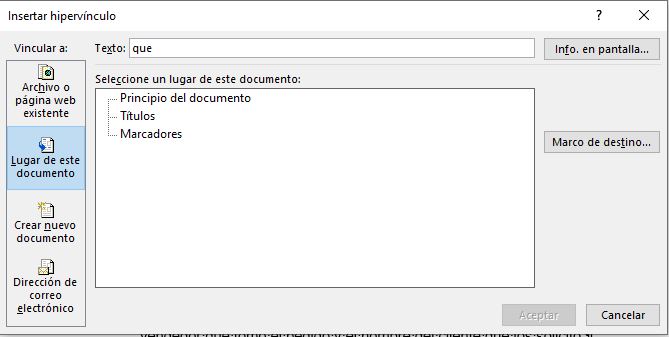 Insertar hipervínculo
?
Vincular a:
Texto:
que
Info. en pantalla...
Archivo o
página web
existente
Lugar de este
documento
Crear nuevo
documento
Dirección de
correo
electrónico
Seleccione un lugar de este documento:
Principio del documento
Títulos
Marcadores
Marco de destino...
Aceptar
Cancelar